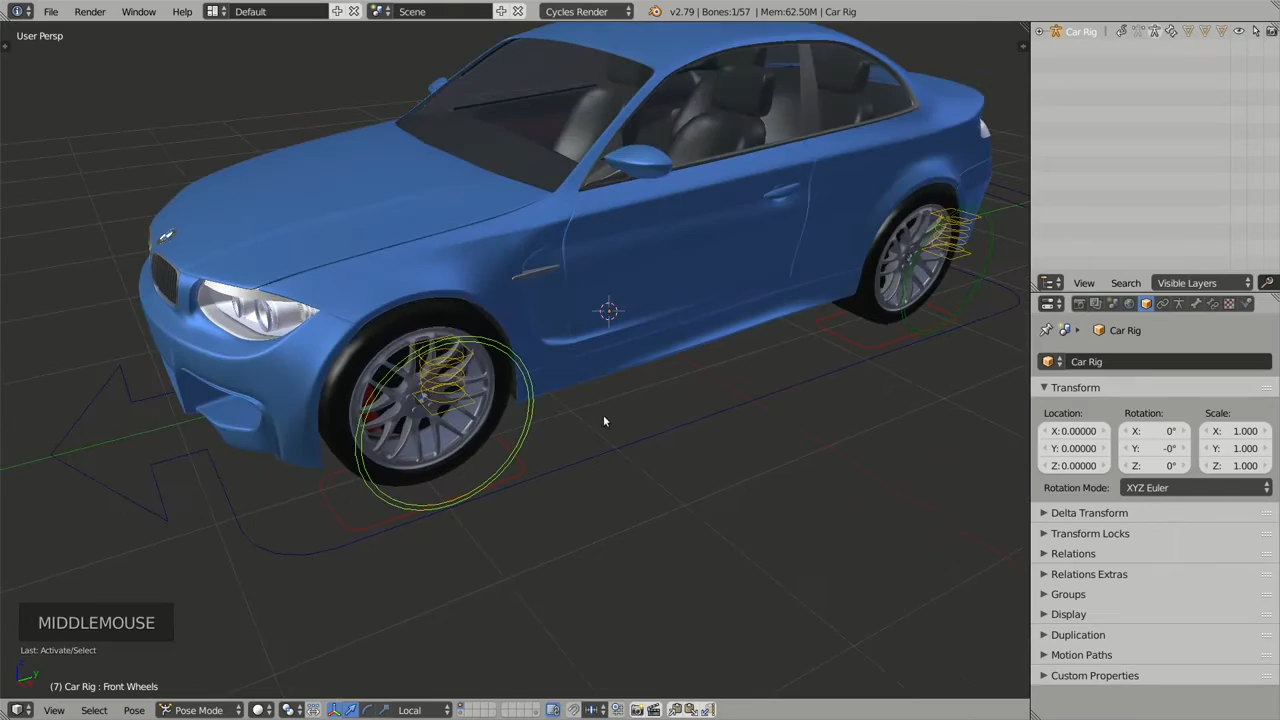 File Render Window Help Default Scene Cycles Render v2.79 | Bones:1/57 | Mem:62.50M | Car Rig
User Persp
Car Rig
View Search Visible Layers
Car Rig
Car Rig
Transform
Location: Rotation: Scale:
X: 0.00000 X: 0° X: 1.000
Y: 0.00000 Y: -0° Y: 1.000
Z: 0.00000 Z: 0° Z: 1.000
Rotation Mode: XYZ Euler
Delta Transform
Transform Locks
Relations
Relations Extras
Groups
Display
Duplication
Motion Paths
Custom Properties
MIDDLEMOUSE
Last: Activate/Select
z
y
(7) Car Rig : Front Wheels
View Select Pose Pose Mode Local